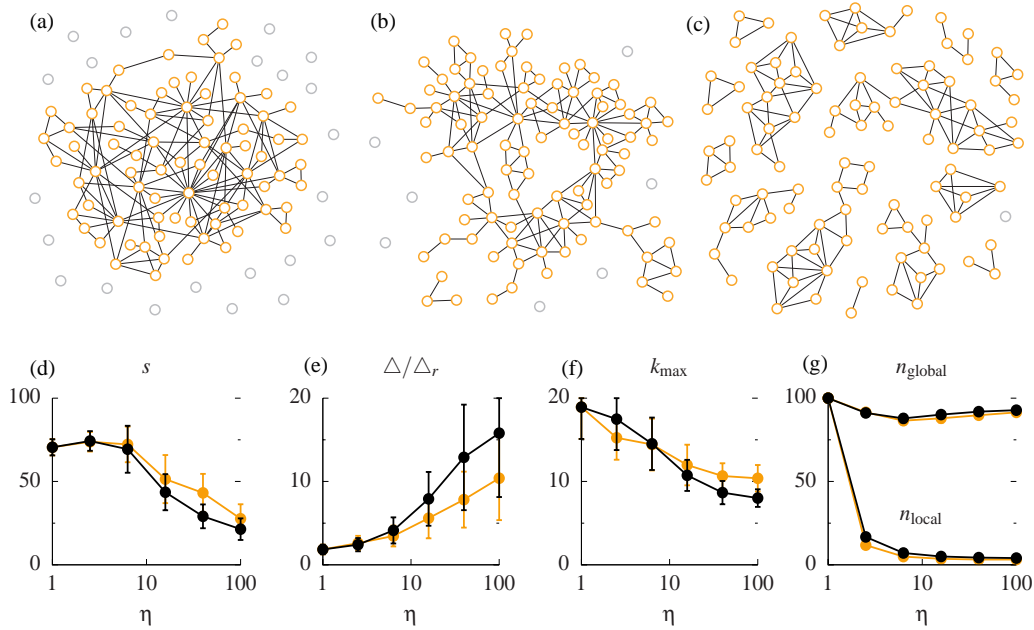 (a) (b) (c)
(d) s (e) △/△r (f) kmax (g) nglobal
100 20 20 100
50 10 10 50
nlocal
0 0 0 0
1 10 100 1 10 100 1 10 100 1 10 100
η η η η